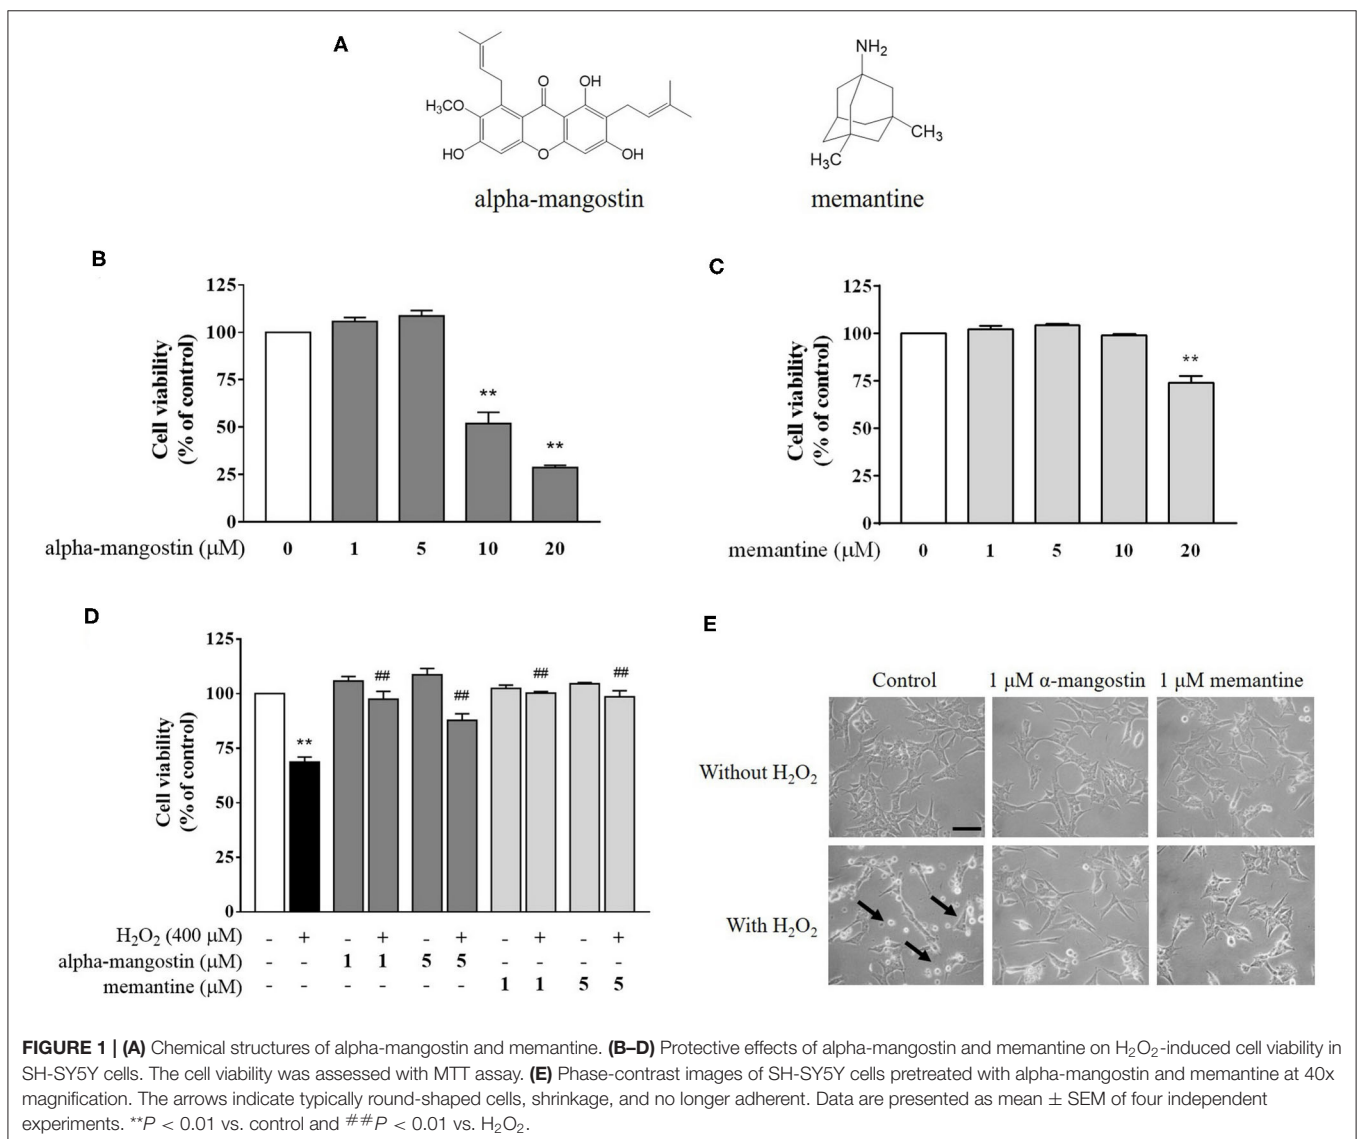 A
H₃CO
O
OH
HO
O
OH
alpha-mangostin
NH₂
CH₃
H₃C
memantine
B
Cell viability
(% of control)
125
100
75
50
25
0
**
**
alpha-mangostin (μM) 0 1 5 10 20
C
Cell viability
(% of control)
125
100
75
50
25
0
**
memantine (μM) 0 1 5 10 20
D
Cell viability
(% of control)
125
100
75
50
25
0
** ## ## ## ##
H₂O₂ (400 μM) - + - + - + - + - +
alpha-mangostin (μM) - - 1 1 5 5 - - - -
memantine (μM) - - - - - - 1 1 5 5
E
Control 1 μM α-mangostin 1 μM memantine
Without H₂O₂
With H₂O₂
FIGURE 1 | (A) Chemical structures of alpha-mangostin and memantine. (B–D) Protective effects of alpha-mangostin and memantine on H₂O₂-induced cell viability in
SH-SY5Y cells. The cell viability was assessed with MTT assay. (E) Phase-contrast images of SH-SY5Y cells pretreated with alpha-mangostin and memantine at 40x
magnification. The arrows indicate typically round-shaped cells, shrinkage, and no longer adherent. Data are presented as mean ± SEM of four independent
experiments. **P < 0.01 vs. control and ##P < 0.01 vs. H₂O₂.